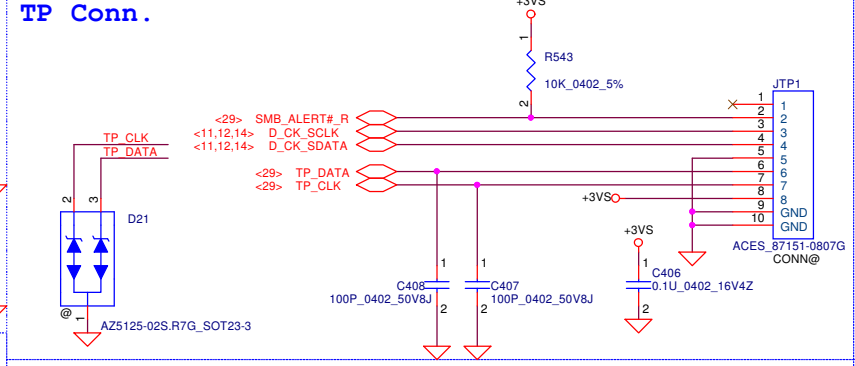 TP Conn.
+3VS
1
R543
10K_0402_5%
2
JTP1
<29> SMB_ALERT#_R
<11,12,14> D_CK_SCLK
<11,12,14> D_CK_SDATA
<29> TP_DATA
<29> TP_CLK
+3VS
1 1
2 2
3 3
4 4
5 5
6 6
7 7
8 8
9 GND
10 GND
ACES_87151-0807G
CONN@
TP_CLK
TP_DATA
2 3
D21
@ 1
AZ5125-02S.R7G_SOT23-3
1
C408
100P_0402_50V8J
2
1
C407
100P_0402_50V8J
2
+3VS
1
C406
0.1U_0402_16V4Z
2